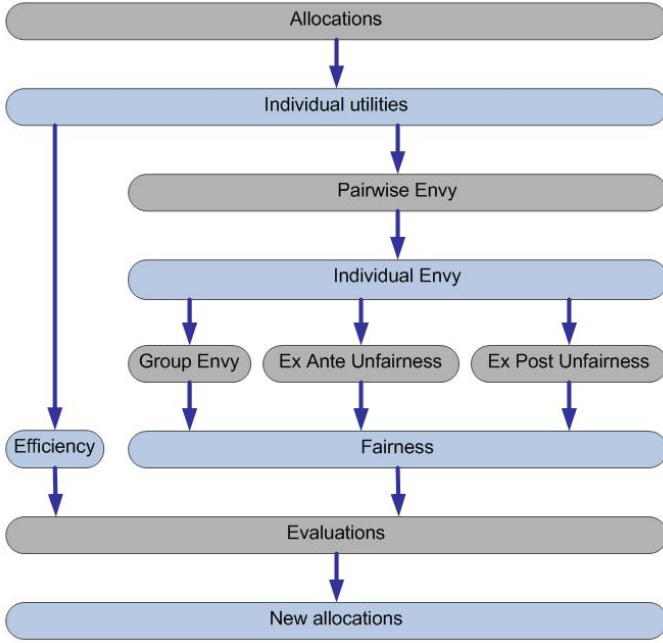 Allocations
Individual utilities
Pairwise Envy
Individual Envy
Group Envy
Ex Ante Unfairness
Ex Post Unfairness
Efficiency
Fairness
Evaluations
New allocations